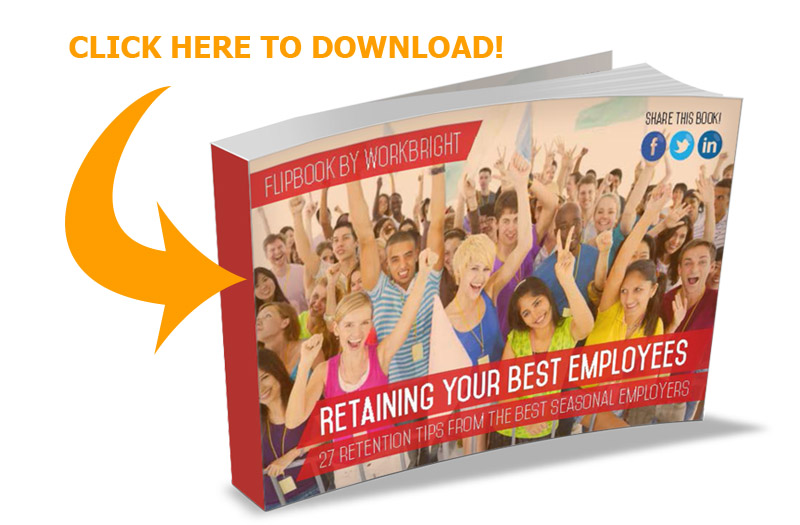 CLICK HERE TO DOWNLOAD!
SHARE THIS BOOK!
FLIPBOOK BY WORKBRIGHT
f
in
RETAINING YOUR BEST EMPLOYEES
27 RETENTION TIPS FROM THE BEST SEASONAL EMPLOYERS